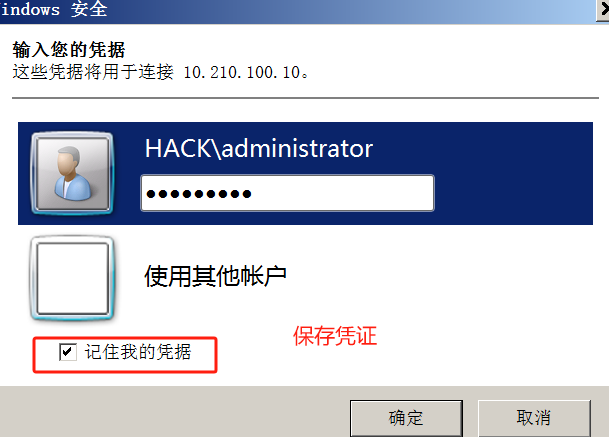 indows 安全
输入您的凭据
这些凭据将用于连接 10.210.100.10。
HACK\administrator
●●●●●●●●●
使用其他帐户
保存凭证
记住我的凭据
确定
取消